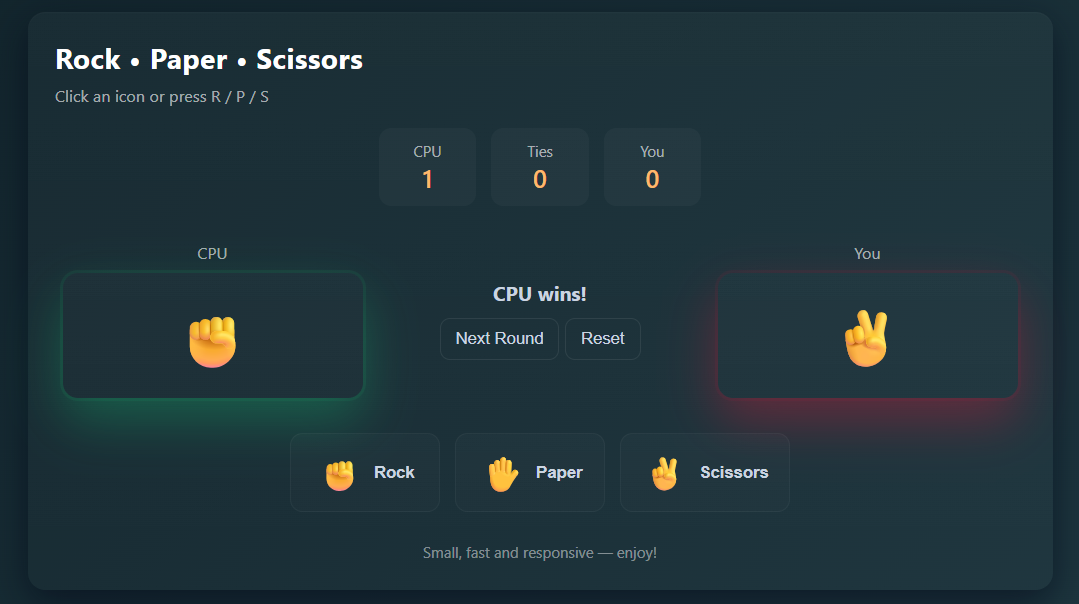 Rock • Paper • Scissors
Click an icon or press R / P / S
CPU
1
Ties
0
You
0
CPU
You
CPU wins!
Next Round
Reset
Rock
Paper
Scissors
Small, fast and responsive — enjoy!